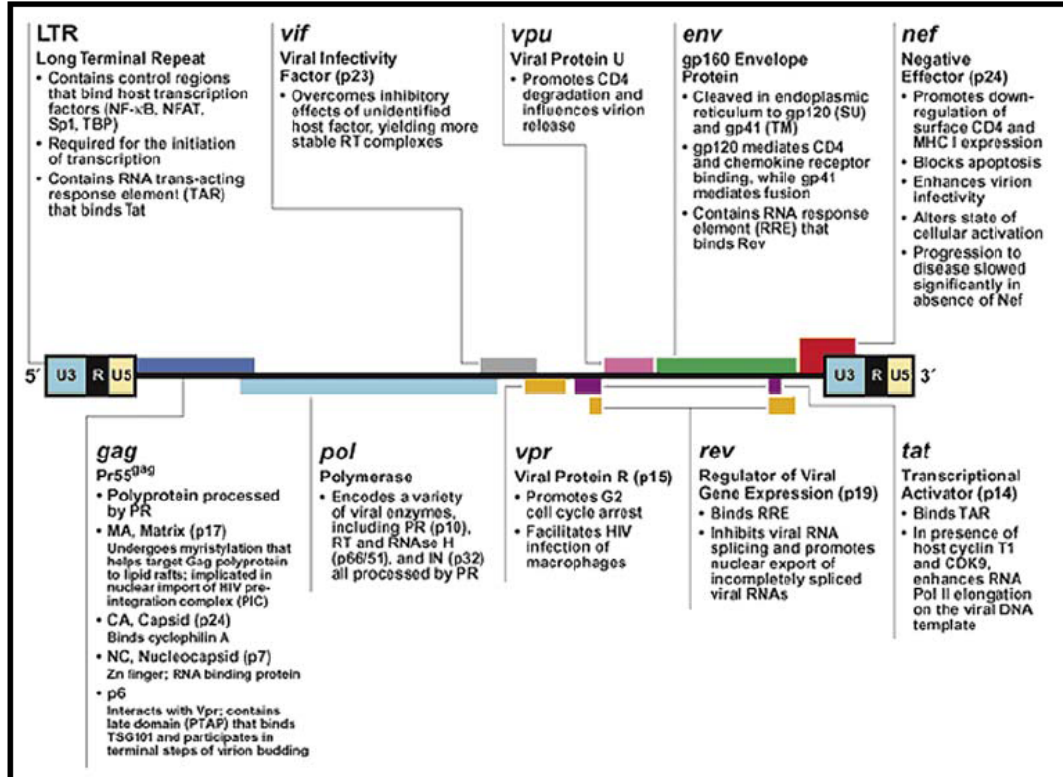 LTR
Long Terminal Repeat
• Contains control regions
that bind host transcription
factors (NF-κB, NFAT,
Sp1, TBP)
• Required for the initiation
of transcription
• Contains RNA trans-acting
response element (TAR)
that binds Tat
vif
Viral Infectivity
Factor (p23)
• Overcomes inhibitory
effects of unidentified
host factor, yielding more
stable RT complexes
vpu
Viral Protein U
• Promotes CD4
degradation and
influences virion
release
env
gp160 Envelope
Protein
• Cleaved in endoplasmic
reticulum to gp120 (SU)
and gp41 (TM)
• gp120 mediates CD4
and chemokine receptor
binding, while gp41
mediates fusion
• Contains RNA response
element (RRE) that
binds Rev
nef
Negative
Effector (p24)
• Promotes down-
regulation of
surface CD4 and
MHC I expression
• Blocks apoptosis
• Enhances virion
infectivity
• Alters state of
cellular activation
• Progression to
disease slowed
significantly in
absence of Nef
5′ U3 R U5 U3 R U5 3′
gag
Pr55gag
• Polyprotein processed
by PR
• MA, Matrix (p17)
Undergoes myristylation that
helps target Gag polyprotein
to lipid rafts; implicated in
nuclear import of HIV pre-
integration complex (PIC)
• CA, Capsid (p24)
Binds cyclophilin A
• NC, Nucleocapsid (p7)
Zn finger; RNA binding protein
• p6
Interacts with Vpr; contains
late domain (PTAP) that binds
TSG101 and participates in
terminal steps of virion budding
pol
Polymerase
• Encodes a variety
of viral enzymes,
including PR (p10),
RT and RNAse H
(p66/51), and IN (p32)
all processed by PR
vpr
Viral Protein R (p15)
• Promotes G2
cell cycle arrest
• Facilitates HIV
infection of
macrophages
rev
Regulator of Viral
Gene Expression (p19)
• Binds RRE
• Inhibits viral RNA
splicing and promotes
nuclear export of
incompletely spliced
viral RNAs
tat
Transcriptional
Activator (p14)
• Binds TAR
• In presence of
host cyclin T1
and CDK9,
enhances RNA
Pol II elongation
on the viral DNA
template